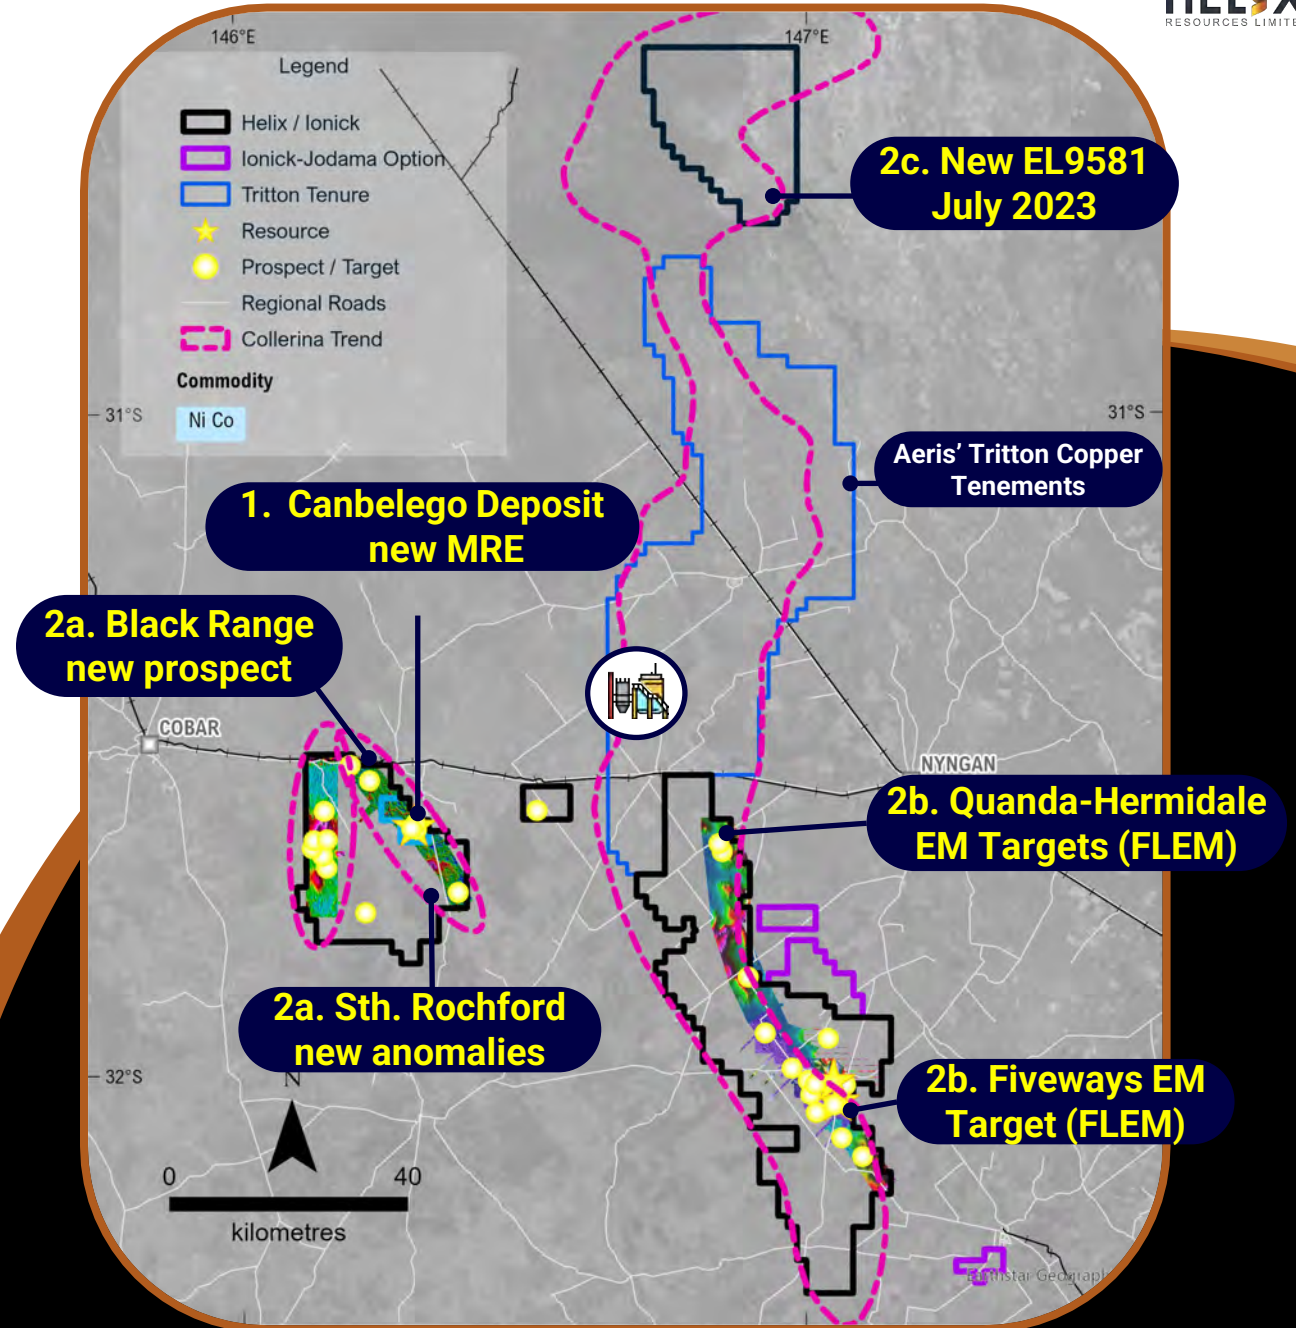 HELIX
RESOURCES LIMITE
146°E
147°E
Legend
Helix / Ionick
Ionick-Jodama Option
Tritton Tenure
Resource
Prospect / Target
Regional Roads
Collerina Trend
Commodity
Ni Co
2c. New EL9581
July 2023
31°S
31°S
Aeris’ Tritton Copper
Tenements
1. Canbelego Deposit
new MRE
2a. Black Range
new prospect
COBAR
NYNGAN
2b. Quanda-Hermidale
EM Targets (FLEM)
2a. Sth. Rochford
new anomalies
32°S
N
2b. Fiveways EM
Target (FLEM)
0 40
kilometres
Earthstar Geograph